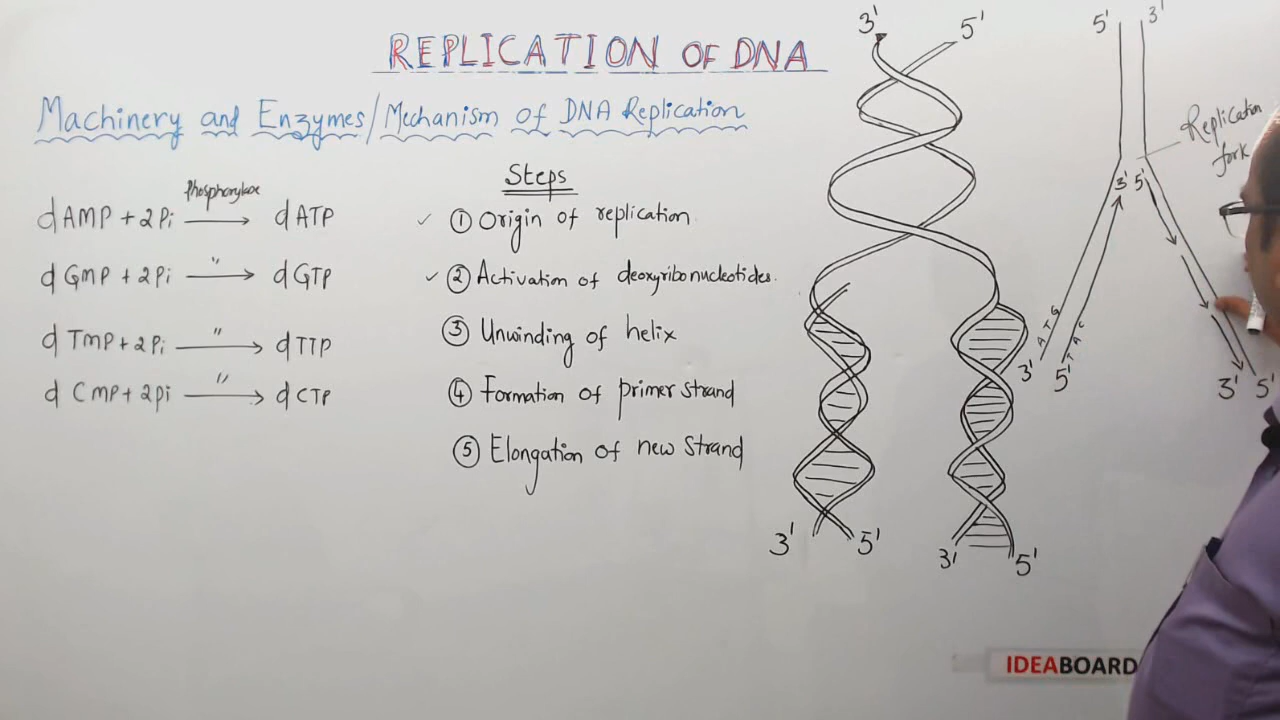 REPLICATION OF DNA
Machinery and Enzymes/Mechanism of DNA Replication
Phosphorylase
dAMP + 2Pi → dATP
dGMP + 2Pi " → dGTP
dTMP + 2Pi " → dTTP
dCMP + 2Pi " → dCTP
Steps
✓ ① Origin of replication
✓ ② Activation of deoxyribonucleotides.
③ Unwinding of helix
④ Formation of primer strand
⑤ Elongation of new strand
3' 5'
3' 5'
3' 5'
5' 3'
Replication
fork
3' 5'
A T G
T A C
3' 5'
3' 5'
IDEABOARD